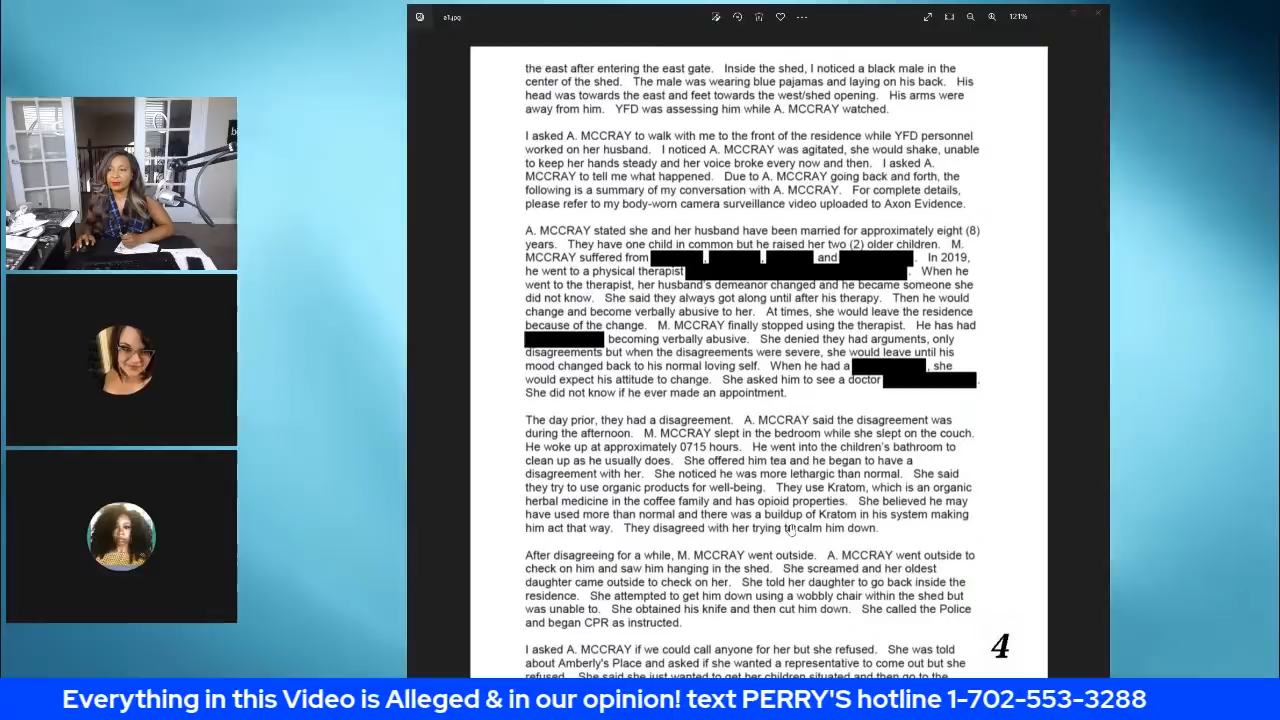 a1.jpg
121%
the east after entering the east gate. Inside the shed, I noticed a black male in the
center of the shed. The male was wearing blue pajamas and laying on his back. His
head was towards the east and feet towards the west/shed opening. His arms were
away from him. YFD was assessing him while A. MCCRAY watched.
I asked A. MCCRAY to walk with me to the front of the residence while YFD personnel
worked on her husband. I noticed A. MCCRAY was agitated, she would shake, unable
to keep her hands steady and her voice broke every now and then. I asked A.
MCCRAY to tell me what happened. Due to A. MCCRAY going back and forth, the
following is a summary of my conversation with A. MCCRAY. For complete details,
please refer to my body-worn camera surveillance video uploaded to Axon Evidence.
A. MCCRAY stated she and her husband have been married for approximately eight (8)
years. They have one child in common but he raised her two (2) older children. M.
MCCRAY suffered from , , and . In 2019,
he went to a physical therapist . When he
went to the therapist, her husband's demeanor changed and he became someone she
did not know. She said they always got along until after his therapy. Then he would
change and become verbally abusive to her. At times, she would leave the residence
because of the change. M. MCCRAY finally stopped using the therapist. He has had
becoming verbally abusive. She denied they had arguments, only
disagreements but when the disagreements were severe, she would leave until his
mood changed back to his normal loving self. When he had a , she
would expect his attitude to change. She asked him to see a doctor .
She did not know if he ever made an appointment.
The day prior, they had a disagreement. A. MCCRAY said the disagreement was
during the afternoon. M. MCCRAY slept in the bedroom while she slept on the couch.
He woke up at approximately 0715 hours. He went into the children's bathroom to
clean up as he usually does. She offered him tea and he began to have a
disagreement with her. She noticed he was more lethargic than normal. She said
they try to use organic products for well-being. They use Kratom, which is an organic
herbal medicine in the coffee family and has opioid properties. She believed he may
have used more than normal and there was a buildup of Kratom in his system making
him act that way. They disagreed with her trying to calm him down.
After disagreeing for a while, M. MCCRAY went outside. A. MCCRAY went outside to
check on him and saw him hanging in the shed. She screamed and her oldest
daughter came outside to check on her. She told her daughter to go back inside the
residence. She attempted to get him down using a wobbly chair within the shed but
was unable to. She obtained his knife and then cut him down. She called the Police
and began CPR as instructed.
4
I asked A. MCCRAY if we could call anyone for her but she refused. She was told
about Amberly's Place and asked if she wanted a representative to come out but she
refused. She said she just wanted to get her children situated and then go to the
Everything in this Video is Alleged & in our opinion! text PERRY'S hotline 1-702-553-3288